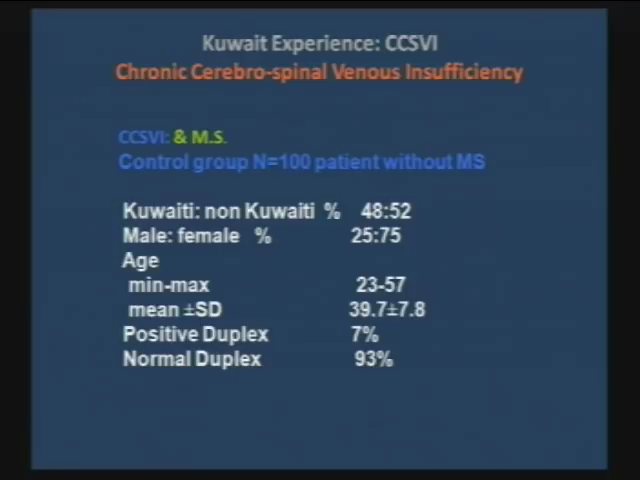 Kuwait Experience: CCSVI
Chronic Cerebro-spinal Venous Insufficiency
CCSVI: & M.S.
Control group N=100 patient without MS
Kuwaiti: non Kuwaiti % 48:52
Male: female % 25:75
Age
min-max 23-57
mean ±SD 39.7±7.8
Positive Duplex 7%
Normal Duplex 93%